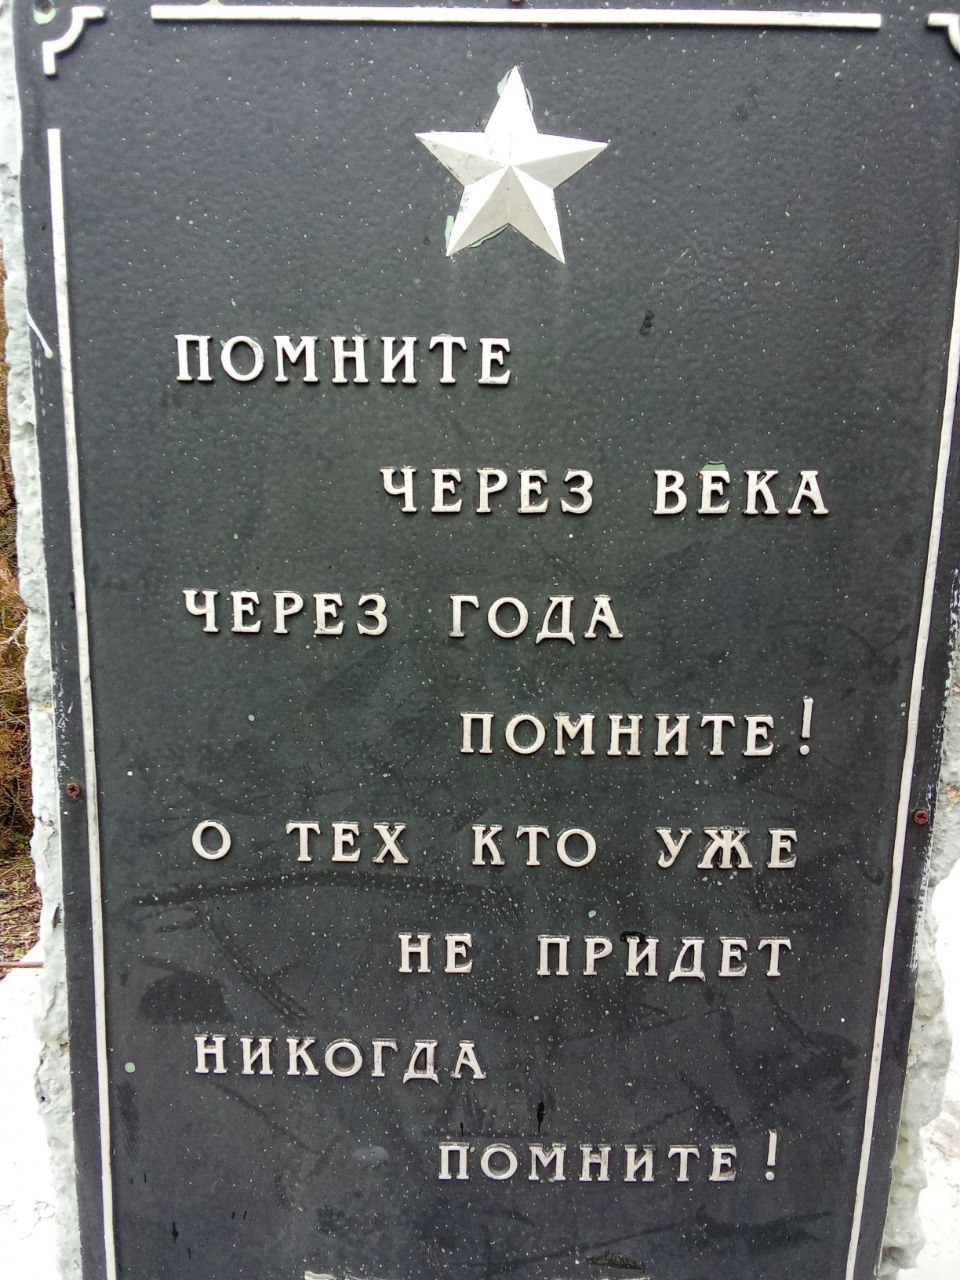 ПОМНИТЕ
ЧЕРЕЗ ВЕКА
ЧЕРЕЗ ГОДА
ПОМНИТЕ!
О ТЕХ КТО УЖЕ
НЕ ПРИДЕТ
НИКОГДА
ПОМНИТЕ!